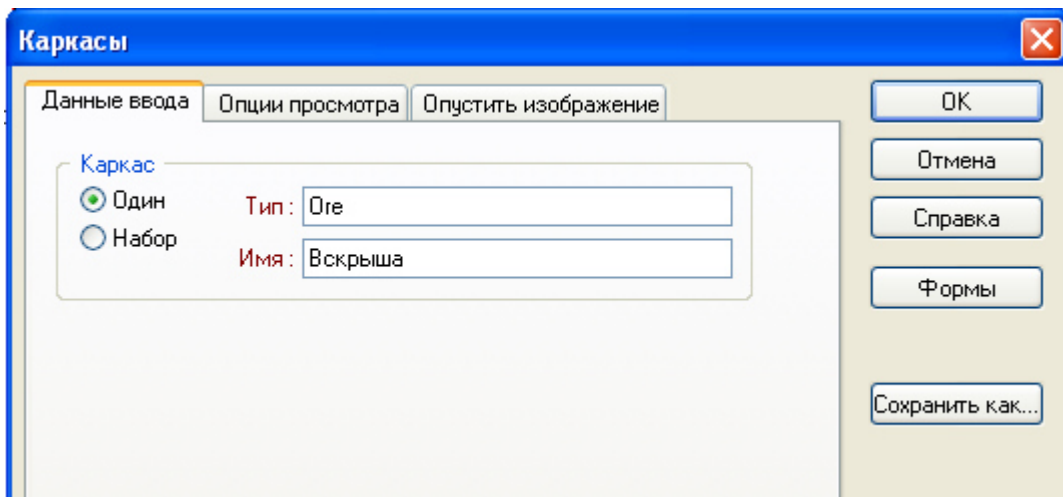 Каркасы
Данные ввода
Опции просмотра
Опустить изображение
Каркас
Один
Тип: Ore
Набор
Имя: Вскрыша
OK
Отмена
Справка
Формы
Сохранить как...